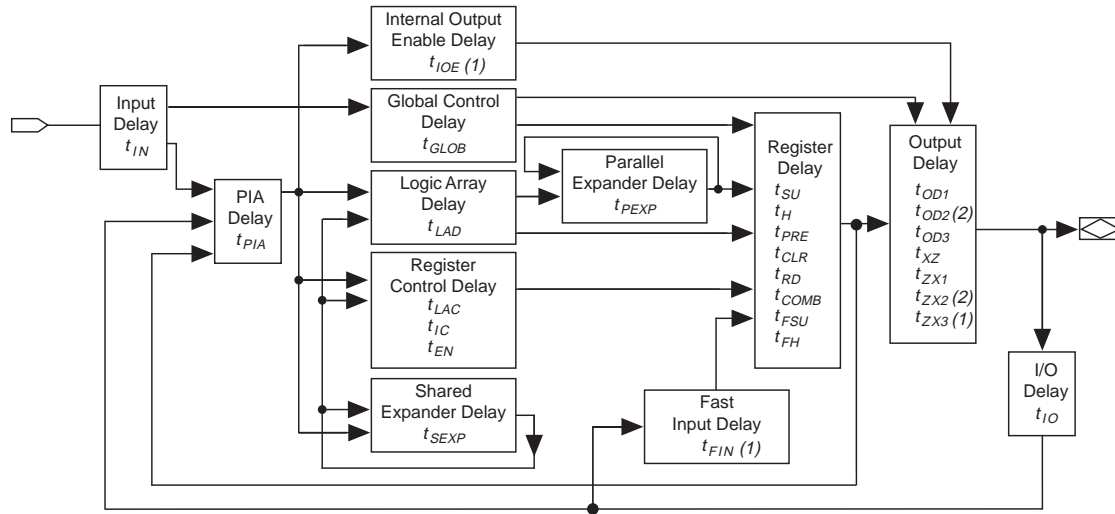 Internal Output
Enable Delay
tIOE (1)
Input
Delay
tIN
Global Control
Delay
tGLOB
Register
Delay
tSU
tH
tPRE
tCLR
tRD
tCOMB
tFSU
tFH
Output
Delay
tOD1
tOD2 (2)
tOD3
tXZ
tZX1
tZX2 (2)
tZX3 (1)
Parallel
Expander Delay
tPEXP
PIA
Delay
tPIA
Logic Array
Delay
tLAD
Register
Control Delay
tLAC
tIC
tEN
I/O
Delay
tIO
Shared
Expander Delay
tSEXP
Fast
Input Delay
tFIN (1)